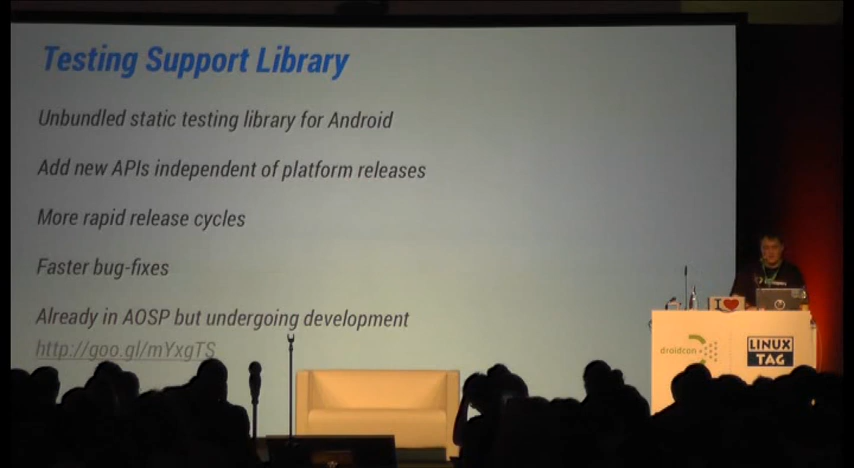 Testing Support Library
Unbundled static testing library for Android
Add new APIs independent of platform releases
More rapid release cycles
Faster bug-fixes
Already in AOSP but undergoing development
http://goo.gl/mYxgTS
I
droidcon
LINUX
TAG